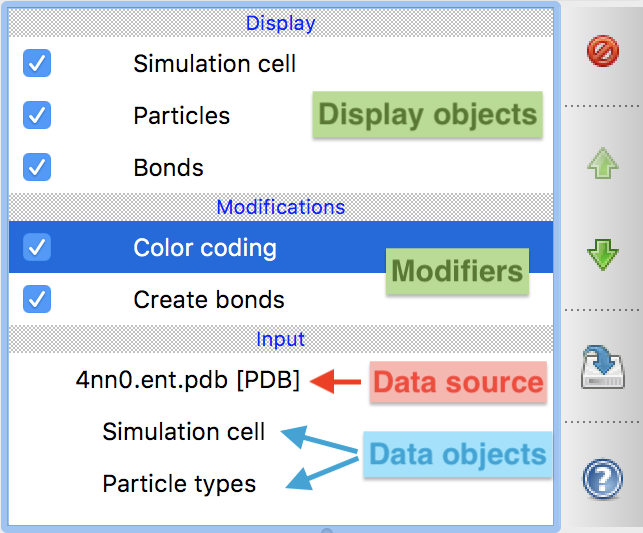 Display
Simulation cell
Particles
Display objects
Bonds
Modifications
Color coding
Modifiers
Create bonds
Input
4nn0.ent.pdb [PDB]
Data source
Simulation cell
Data objects
Particle types
?